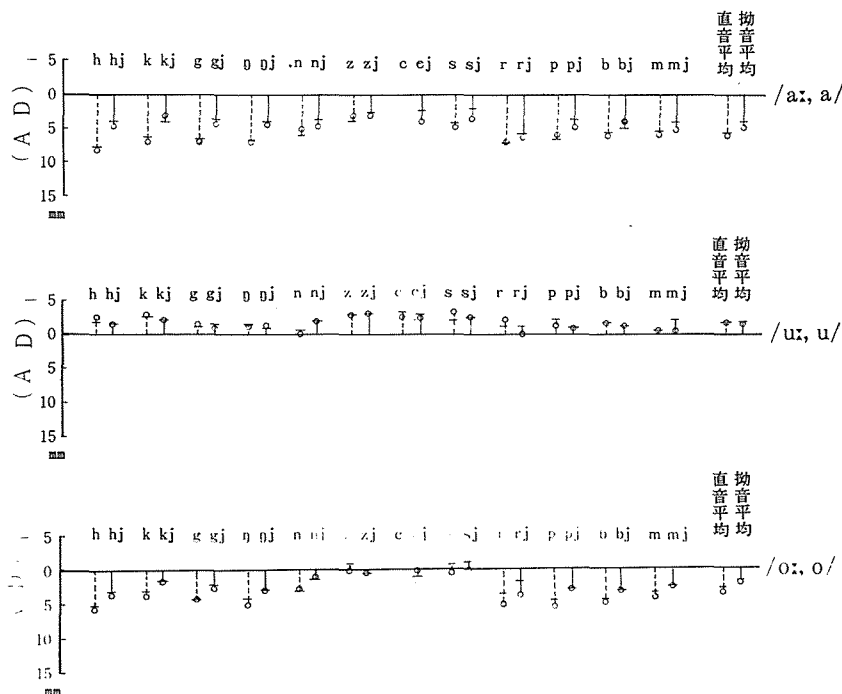 直音平均 拗音平均
5 h hj k kj g gj ŋ ŋj n nj z zj c cj s sj r rj p pj b bj m mj
0
/aː, a/
(A D)
5
10
15
mm
直音平均 拗音平均
5 h hj k kj g gj ŋ ŋj n nj z zj c cj s sj r rj p pj b bj m mj
0
/uː, u/
(A D)
5
10
15
mm
直音平均 拗音平均
5 h hj k kj g gj ŋ ŋj n zj c sj rj p pj b bj m mj
0
/oː, o/
5
10
15
mm